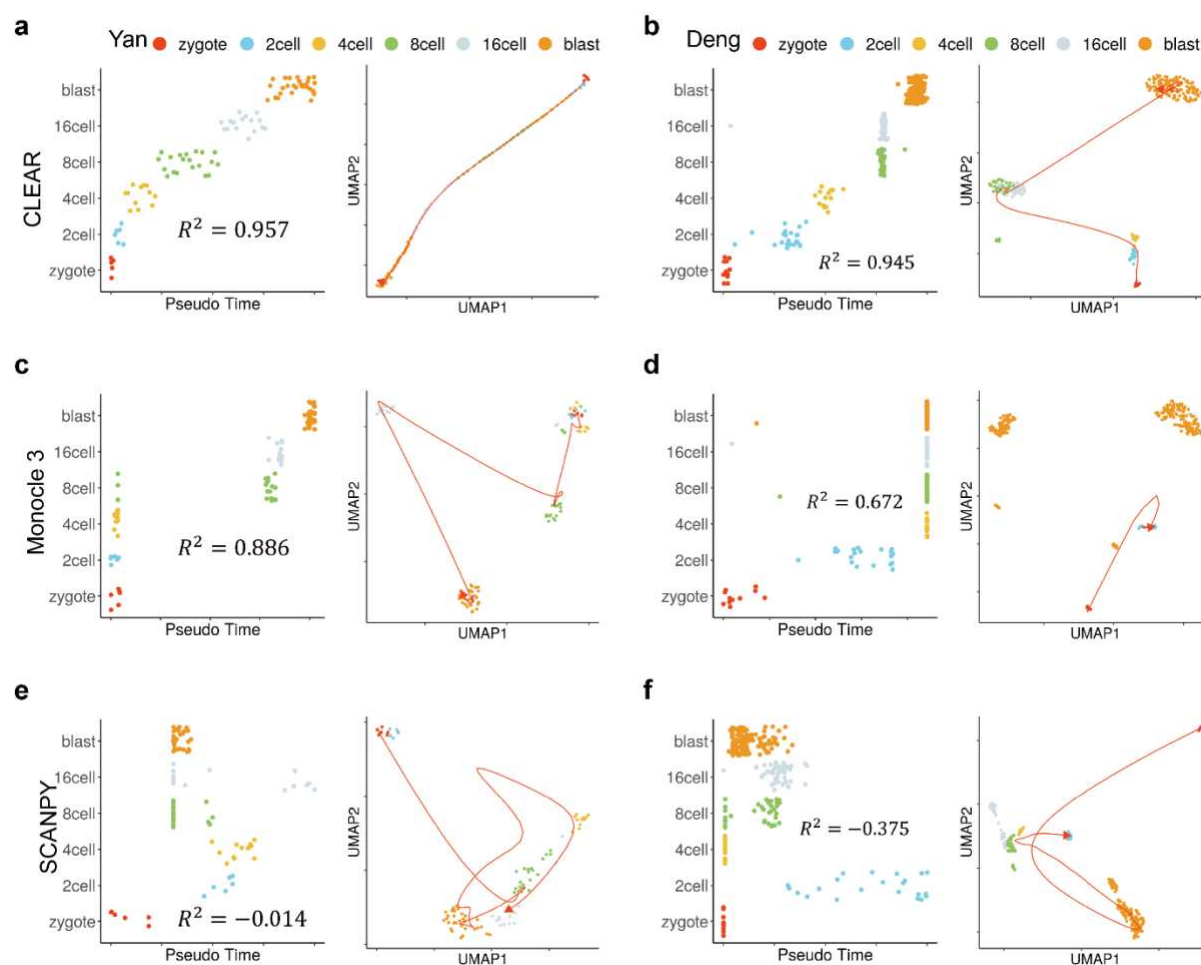 a
Yan zygote 2cell 4cell 8cell 16cell blast
b
Deng zygote 2cell 4cell 8cell 16cell blast
CLEAR
blast
16cell
8cell
4cell
2cell
zygote
R² = 0.957
Pseudo Time
UMAP2
UMAP1
blast
16cell
8cell
4cell
2cell
zygote
R² = 0.945
Pseudo Time
UMAP2
UMAP1
c
d
Monocle 3
blast
16cell
8cell
4cell
2cell
zygote
R² = 0.886
Pseudo Time
UMAP2
UMAP1
blast
16cell
8cell
4cell
2cell
zygote
R² = 0.672
Pseudo Time
UMAP2
UMAP1
e
f
SCANPY
blast
16cell
8cell
4cell
2cell
zygote
R² = −0.014
Pseudo Time
UMAP2
UMAP1
blast
16cell
8cell
4cell
2cell
zygote
R² = −0.375
Pseudo Time
UMAP2
UMAP1